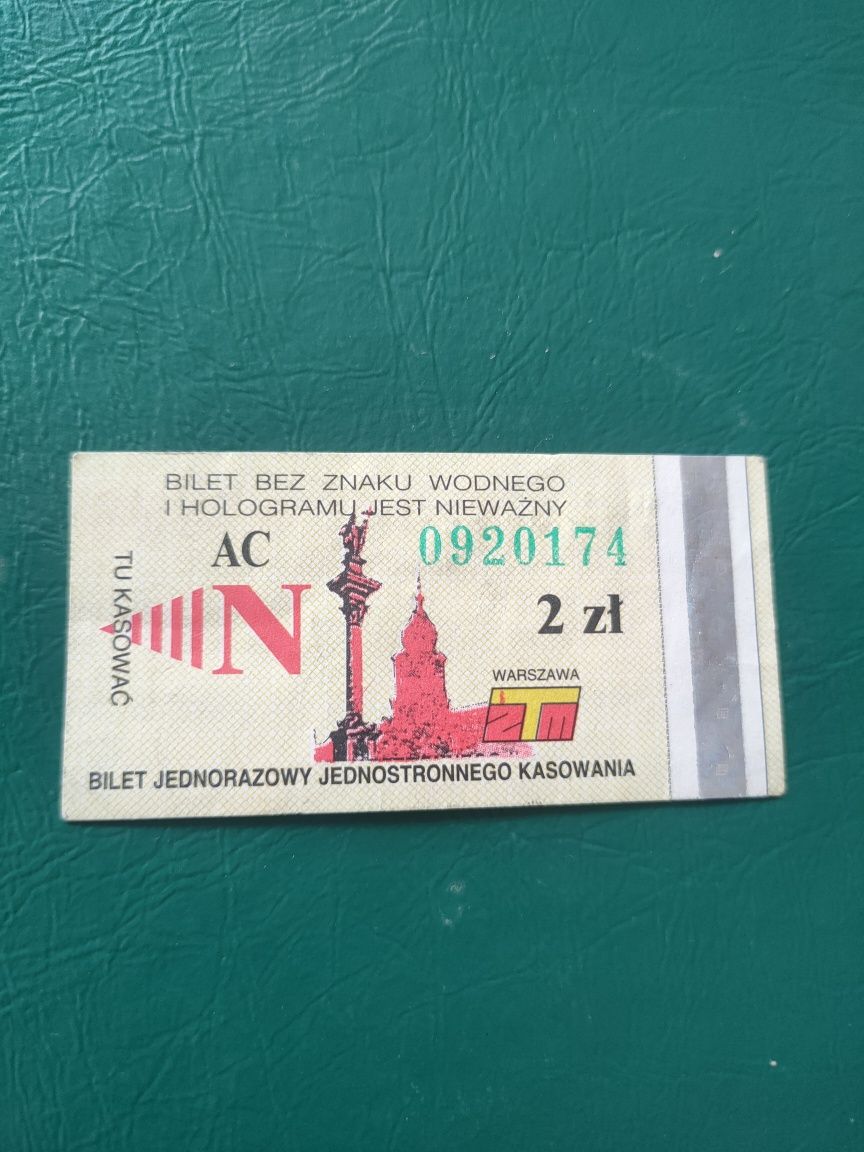 BILET BEZ ZNAKU WODNEGO
I HOLOGRAMU JEST NIEWAŻNY
AC 0920174
TU KASOWAĆ
N
2 zł
WARSZAWA
ZTM
BILET JEDNORAZOWY JEDNOSTRONNEGO KASOWANIA